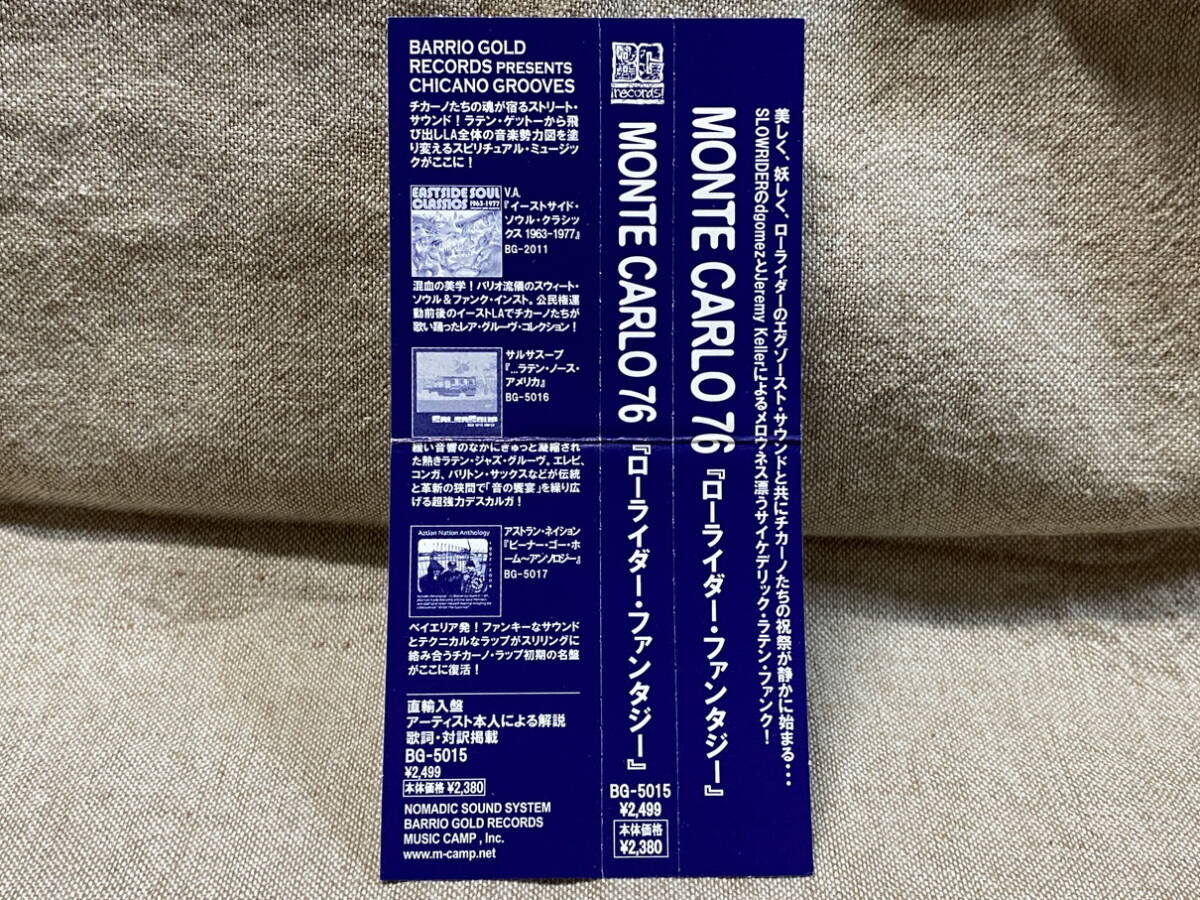 BARRIO GOLD
RECORDS PRESENTS
CHICANO GROOVES
チカーノたちの魂が宿るストリート・
サウンド！ラテン・ゲットーから飛
び出しLA全体の音楽勢力図を塗
り変えるスピリチュアル・ミュージッ
クがここに！
EASTSIDE SOUL
CLASSICS 1963-1977
V.A.
『イーストサイド・
ソウル・クラシッ
クス 1963-1977』
BG-2011
混血の美学！バリオ流儀のスウィート・
ソウル＆ファンク・インスト。公民権運
動前後のイーストLAでチカーノたちが
歌い踊ったレア・グルーヴ・コレクション！
サルサスープ
『...ラテン・ノース・
アメリカ』
BG-5016
SALSASOUP
緩い音響のなかにぎゅっと凝縮され
た熱きラテン・ジャズ・グルーヴ。エレピ、
コンガ、バリトン・サックスなどが伝統
と革新の狭間で「音の饗宴」を繰り広
げる超強力デスカルガ！
Aztlan Nation Anthology
アストラン・ネイション
『ビーナー・ゴー・ホ
ーム〜アンソロジー』
BG-5017
ベイエリア発！ファンキーなサウンド
とテクニカルなラップがスリリングに
絡み合うチカーノ・ラップ初期の名盤
がここに復活！
直輸入盤
アーティスト本人による解説
歌詞・対訳掲載
BG-5015
¥2,499
本体価格 ¥2,380
NOMADIC SOUND SYSTEM
BARRIO GOLD RECORDS
MUSIC CAMP , Inc.
www.m-camp.net
records!
MONTE CARLO 76 『ローライダー・ファンタジー』
BG-5015
¥2,499
本体価格
¥2,380
MONTE CARLO 76 『ローライダー・ファンタジー』
美しく、妖しく、ローライダーのエグゾースト・サウンドと共にチカーノたちの祝祭が静かに始まる・・・
SLOWRIDERのdgomezとJeremy Kellerによるメロウネス漂うサイケデリック・ラテン・ファンク！